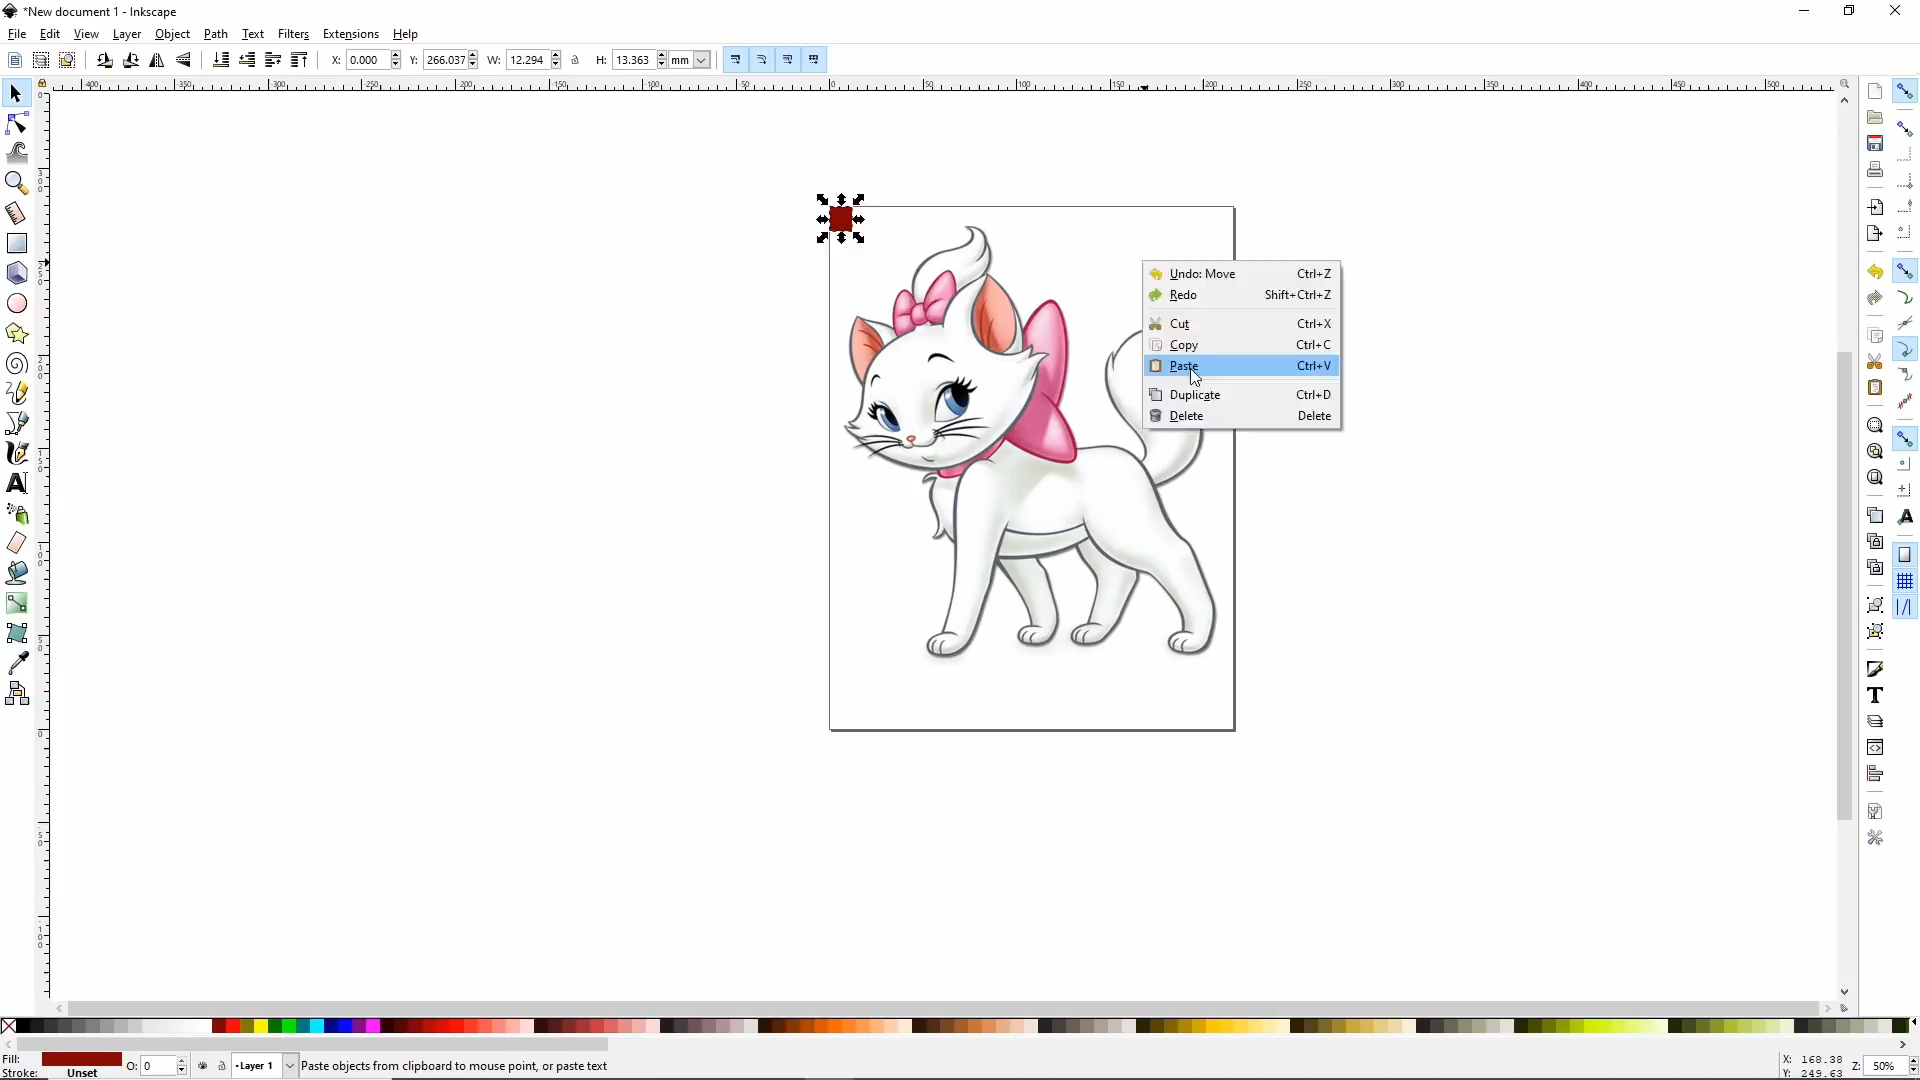 *New document 1 - Inkscape
File Edit View Layer Object Path Text Filters Extensions Help
X: 0.000 Y: 266.037 W: 12.294 H: 13.363 mm
Undo: Move Ctrl+Z
Redo Shift+Ctrl+Z
Cut Ctrl+X
Copy Ctrl+C
Paste Ctrl+V
Duplicate Ctrl+D
Delete Delete
Fill:
Stroke: Unset
O: 0
•Layer 1
Paste objects from clipboard to mouse point, or paste text
X: 168.38
Y: 249.63
Z: 50%